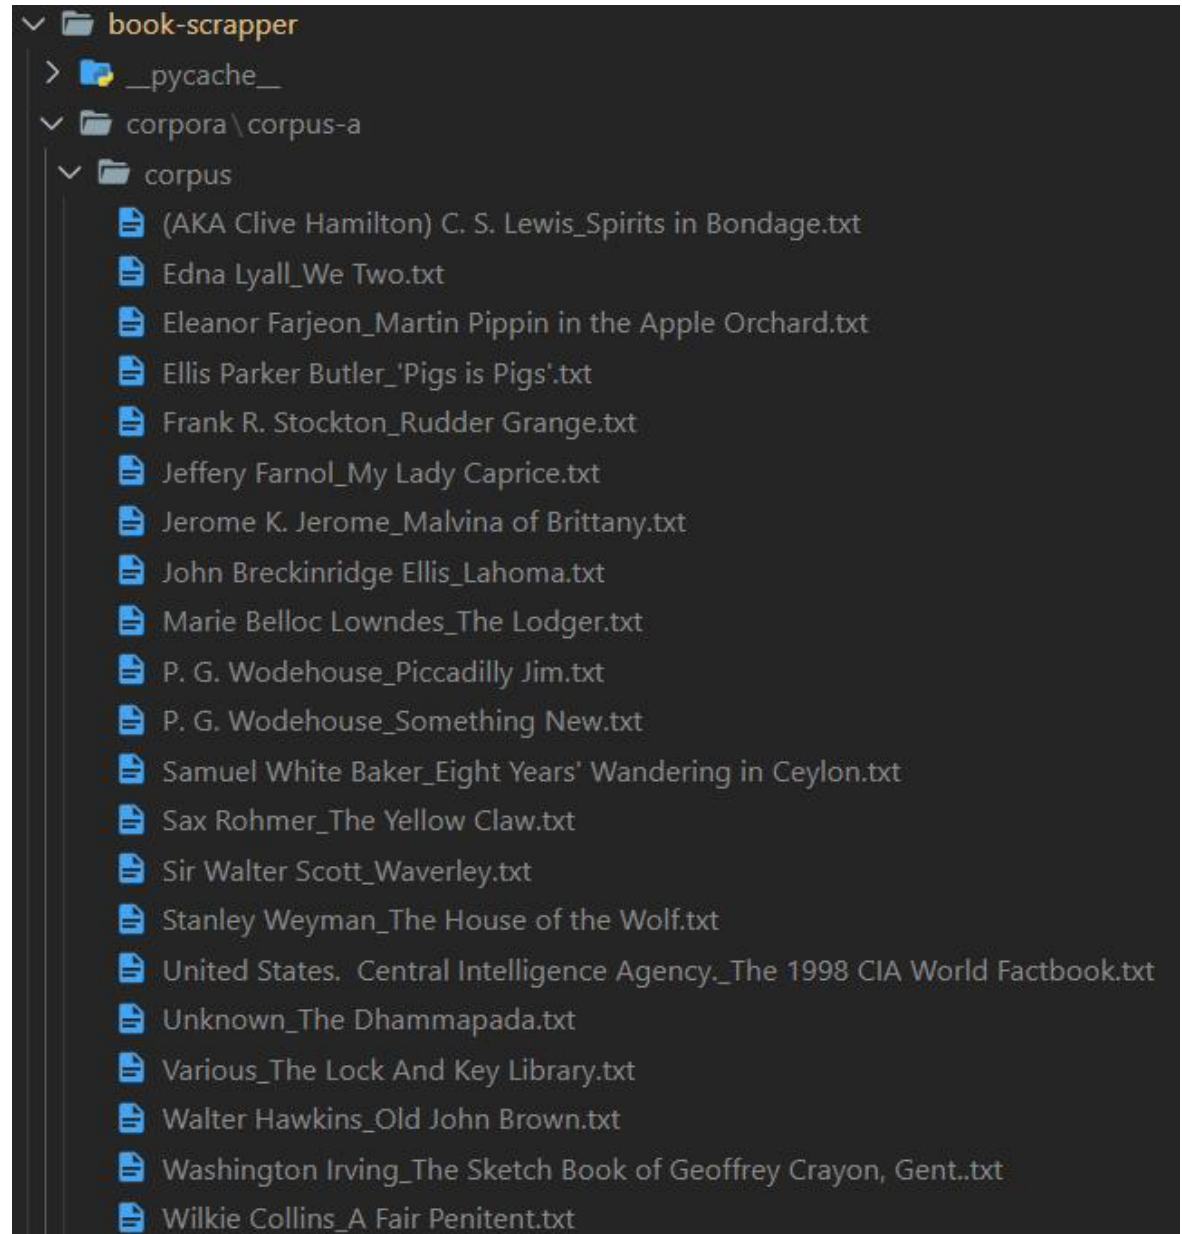 book-scrapper
__pycache__
corpora\corpus-a
corpus
(AKA Clive Hamilton) C. S. Lewis_Spirits in Bondage.txt
Edna Lyall_We Two.txt
Eleanor Farjeon_Martin Pippin in the Apple Orchard.txt
Ellis Parker Butler_'Pigs is Pigs'.txt
Frank R. Stockton_Rudder Grange.txt
Jeffery Farnol_My Lady Caprice.txt
Jerome K. Jerome_Malvina of Brittany.txt
John Breckinridge Ellis_Lahoma.txt
Marie Belloc Lowndes_The Lodger.txt
P. G. Wodehouse_Piccadilly Jim.txt
P. G. Wodehouse_Something New.txt
Samuel White Baker_Eight Years' Wandering in Ceylon.txt
Sax Rohmer_The Yellow Claw.txt
Sir Walter Scott_Waverley.txt
Stanley Weyman_The House of the Wolf.txt
United States.  Central Intelligence Agency._The 1998 CIA World Factbook.txt
Unknown_The Dhammapada.txt
Various_The Lock And Key Library.txt
Walter Hawkins_Old John Brown.txt
Washington Irving_The Sketch Book of Geoffrey Crayon, Gent..txt
Wilkie Collins_A Fair Penitent.txt